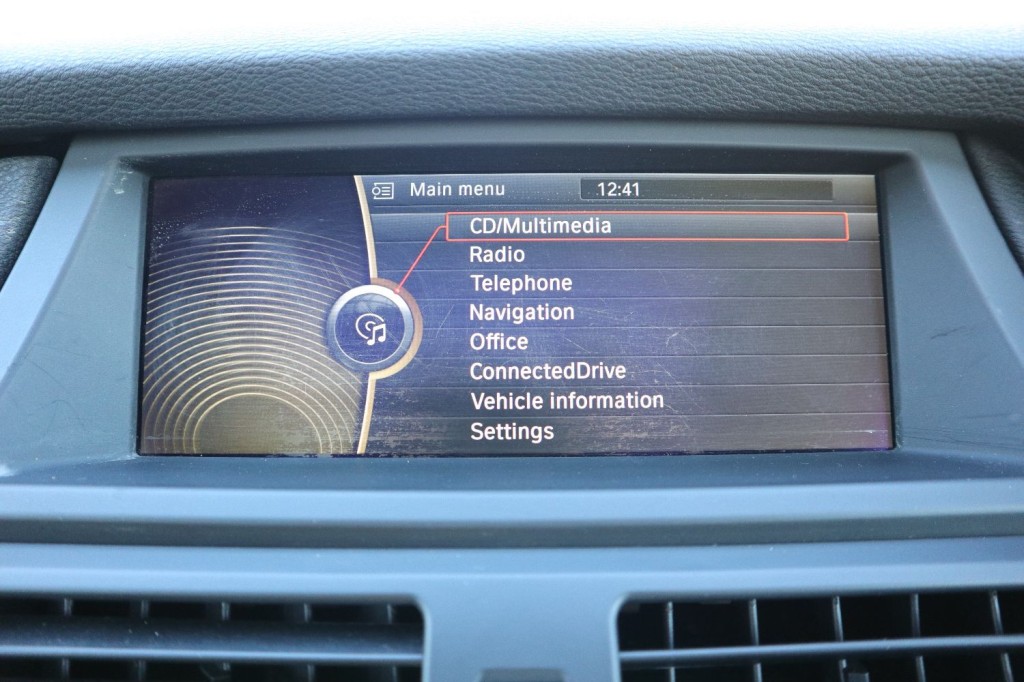 Main menu 12:41
CD/Multimedia
Radio
Telephone
Navigation
Office
ConnectedDrive
Vehicle information
Settings